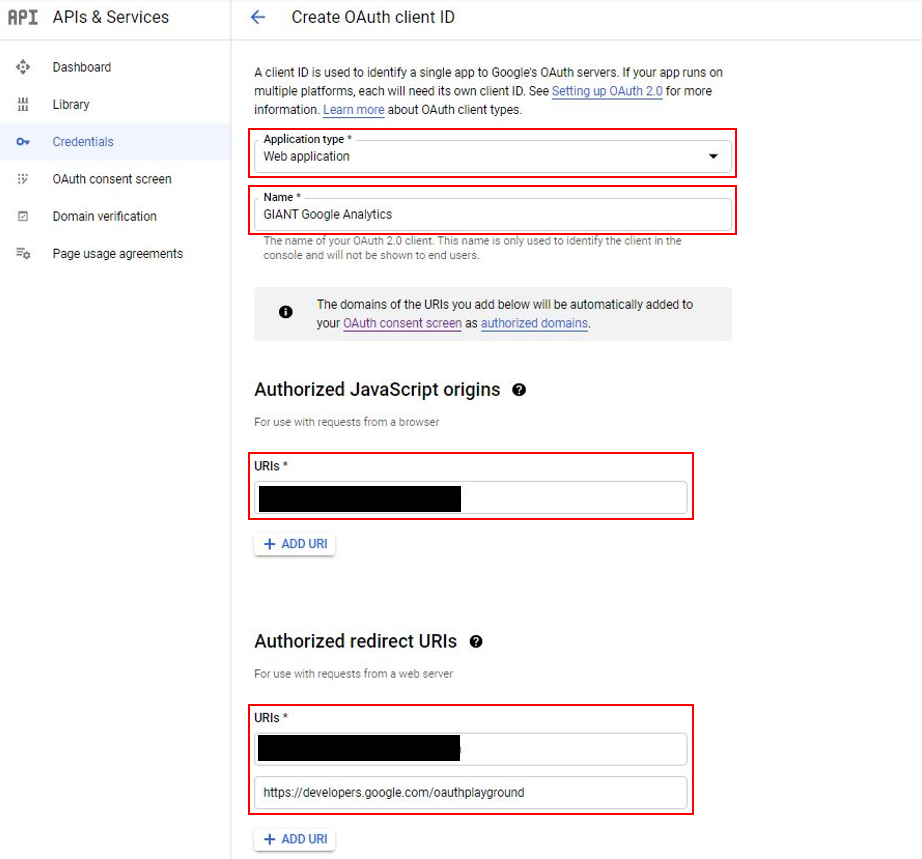 API APIs & Services
Create OAuth client ID
Dashboard
Library
Credentials
OAuth consent screen
Domain verification
Page usage agreements
A client ID is used to identify a single app to Google's OAuth servers. If your app runs on
multiple platforms, each will need its own client ID. See Setting up OAuth 2.0 for more
information. Learn more about OAuth client types.
Application type *
Web application
Name *
GIANT Google Analytics
The name of your OAuth 2.0 client. This name is only used to identify the client in the
console and will not be shown to end users.
The domains of the URIs you add below will be automatically added to
your OAuth consent screen as authorized domains.
Authorized JavaScript origins
For use with requests from a browser
URIs *
+ ADD URI
Authorized redirect URIs
For use with requests from a web server
URIs *
https://developers.google.com/oauthplayground
+ ADD URI